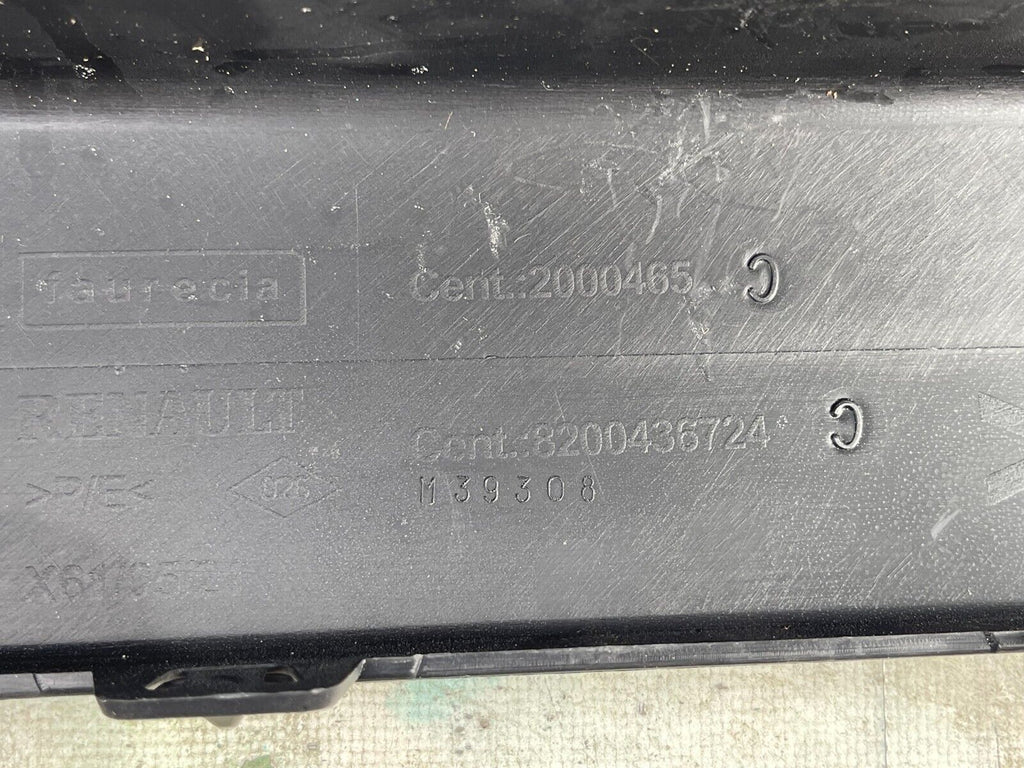 faurecia
Cent.:2000465 C
RENAULT
Cent.:8200436724 C
>P/E<
M39308